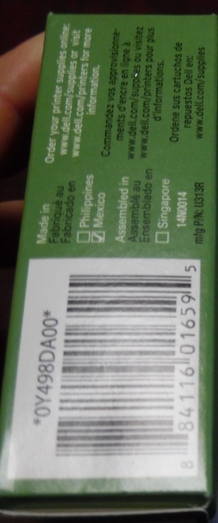 Order your printer supplies online:
www.dell.com/supplies or visit
www.dell.com/printers for more
information.
Commandez vos approvisionne-
ments d'encre en ligne à
www.dell.com/supplies ou visitez
www.dell.com/printers pour plus
d'informations.
Ordene sus cartuchos de
repuestos Dell en:
www.dell.com/supplies
Made in
Fabriqué au
Fabricado en
☐ Philippines
☑ Mexico
Assembled in
Assemblé au
Ensemblado en
☐ Singapore
14N0014
mfg P/N: U313R
*0Y498DA00*
8 84116 01659 5